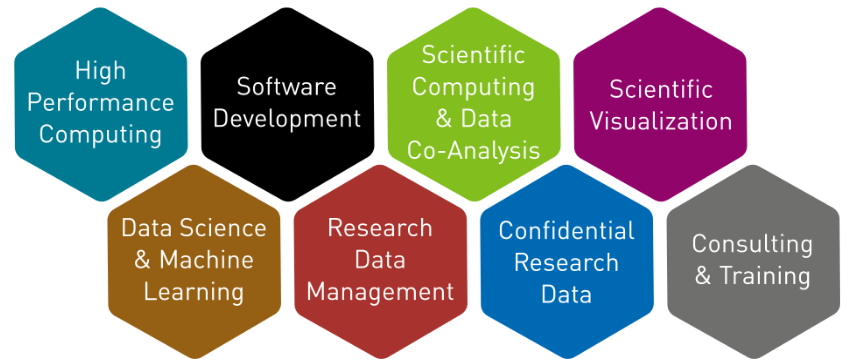 High
Performance
Computing
Software
Development
Scientific
Computing
& Data
Co-Analysis
Scientific
Visualization
Data Science
& Machine
Learning
Research
Data
Management
Confidential
Research
Data
Consulting
& Training